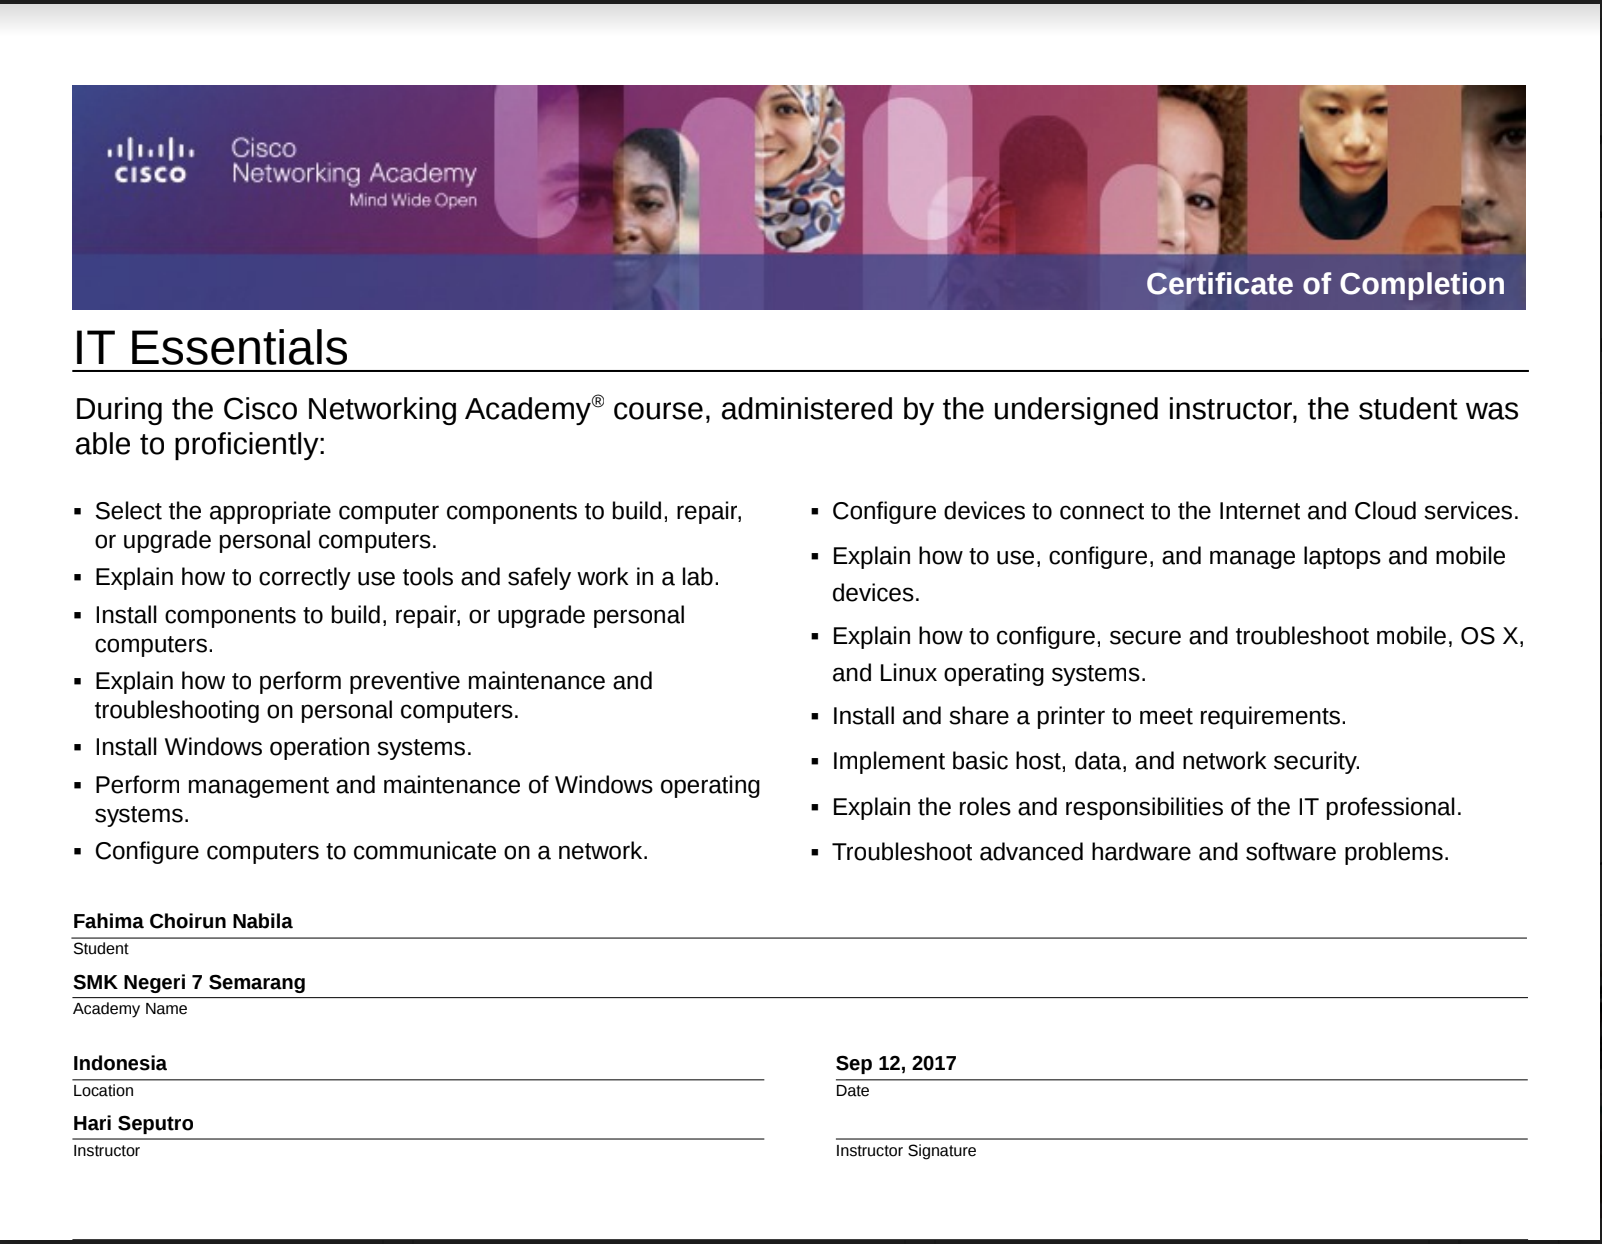 CISCO
Cisco
Networking Academy
Mind Wide Open
Certificate of Completion
IT Essentials
During the Cisco Networking Academy® course, administered by the undersigned instructor, the student was
able to proficiently:
▪ Select the appropriate computer components to build, repair,
or upgrade personal computers.
▪ Explain how to correctly use tools and safely work in a lab.
▪ Install components to build, repair, or upgrade personal
computers.
▪ Explain how to perform preventive maintenance and
troubleshooting on personal computers.
▪ Install Windows operation systems.
▪ Perform management and maintenance of Windows operating
systems.
▪ Configure computers to communicate on a network.
▪ Configure devices to connect to the Internet and Cloud services.
▪ Explain how to use, configure, and manage laptops and mobile
devices.
▪ Explain how to configure, secure and troubleshoot mobile, OS X,
and Linux operating systems.
▪ Install and share a printer to meet requirements.
▪ Implement basic host, data, and network security.
▪ Explain the roles and responsibilities of the IT professional.
▪ Troubleshoot advanced hardware and software problems.
Fahima Choirun Nabila
Student
SMK Negeri 7 Semarang
Academy Name
Indonesia
Location
Sep 12, 2017
Date
Hari Seputro
Instructor
Instructor Signature